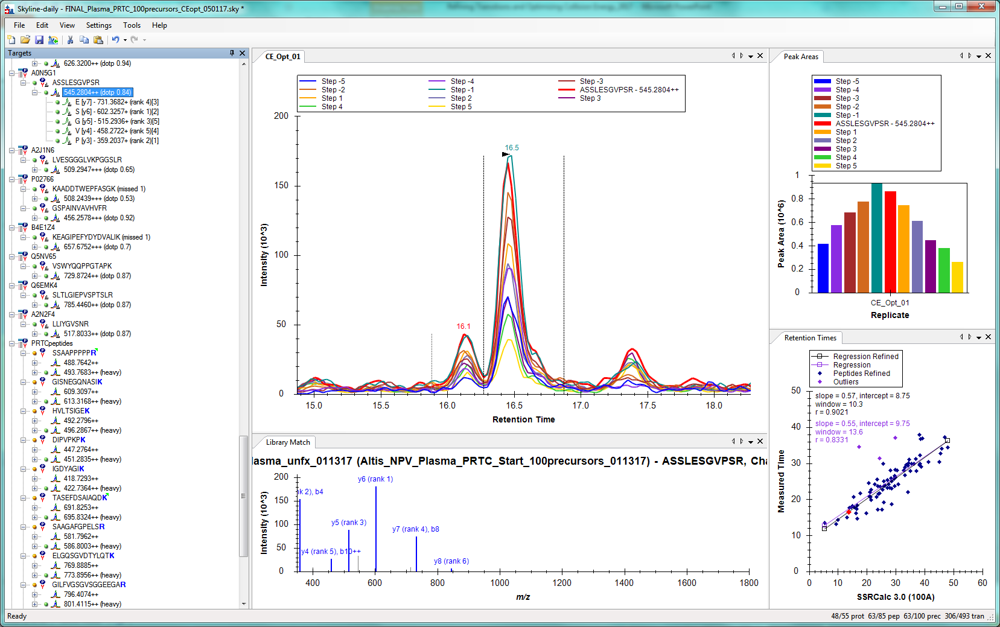 Skyline-daily - FINAL_Plasma_PRTC_100precursors_CEopt_050117.sky *
File Edit View Settings Tools Help
Targets
626.3200++ (dotp 0.94)
A0N5G1
ASSLESGVPSR
545.2804++ (dotp 0.84)
E [y7] - 731.3682+ (rank 4)[3]
S [y6] - 602.3257+ (rank 1)[2]
G [y5] - 515.2936+ (rank 3)[5]
V [y4] - 458.2722+ (rank 5)[4]
P [y3] - 359.2037+ (rank 2)[1]
A2J1N6
LVESGGGLVKPGGSLR
509.2947+++ (dotp 0.65)
P02766
KAADDTWEPFASGK (missed 1)
508.2439+++ (dotp 0.53)
GSPAINVAVHVFR
456.2578+++ (dotp 0.92)
B4E1Z4
KEAGIPEFYDYDVALIK (missed 1)
657.6752+++ (dotp 0.7)
Q5NV65
VSWYQQPPGTAPK
729.8724++ (dotp 0.87)
Q6EMK4
SLTLGIEPVSPTSLR
785.4460++ (dotp 0.87)
A2N2F4
LLIYGVSNR
517.8033++ (dotp 0.87)
PRTCpeptides
SSAAPPPPPR
488.7642++
493.7683++ (heavy)
GISNEGQNASIK
609.3097++
613.3168++ (heavy)
HVLTSIGEK
492.2796++
496.2867++ (heavy)
DIPVPKPK
447.2764++
451.2835++ (heavy)
IGDYAGIK
418.7293++
422.7364++ (heavy)
TASEFDSAIAQDK
691.8253++
695.8324++ (heavy)
SAAGAFGPELSR
581.7962++
586.8003++ (heavy)
ELGQSGVDTYLQTK
769.8885++
773.8956++ (heavy)
GILFVGSGVSGGEEGAR
796.4074++
801.4115++ (heavy)
CE_Opt_01
Step -5 Step -4 Step -3
Step -2 Step -1 ASSLESGVPSR - 545.2804++
Step 1 Step 2 Step 3
Step 4 Step 5
200
150
100
50
0
Intensity (10^3)
16.5
16.1
15.0 15.5 16.0 16.5 17.0 17.5 18.0
Retention Time
Library Match
lasma_unfx_011317 (Altis_NPV_Plasma_PRTC_Start_100precursors_011317) - ASSLESGVPSR, Cha
200
150
100
50
0
Intensity (10^3)
y6 (rank 1)
nk 2), b4
y5 (rank 3)
y7 (rank 4), b8
y4 (rank 5), b10++
y8 (rank 6)
400 600 800 1000 1200 1400 1600 1800
m/z
Peak Areas
Step -5
Step -4
Step -3
Step -2
Step -1
ASSLESGVPSR - 545.2804++
Step 1
Step 2
Step 3
Step 4
Step 5
1
0.8
0.6
0.4
0.2
0
Peak Area (10^6)
CE_Opt_01
Replicate
Retention Times
Regression Refined
Regression
Peptides Refined
Outliers
slope = 0.57, intercept = 8.75
window = 10.3
r = 0.9021
slope = 0.55, intercept = 9.75
window = 13.6
r = 0.8331
50
40
30
20
10
0
Measured Time
0 10 20 30 40 50 60
SSRCalc 3.0 (100A)
Ready
48/55 prot 63/85 pep 63/100 prec 306/493 tran